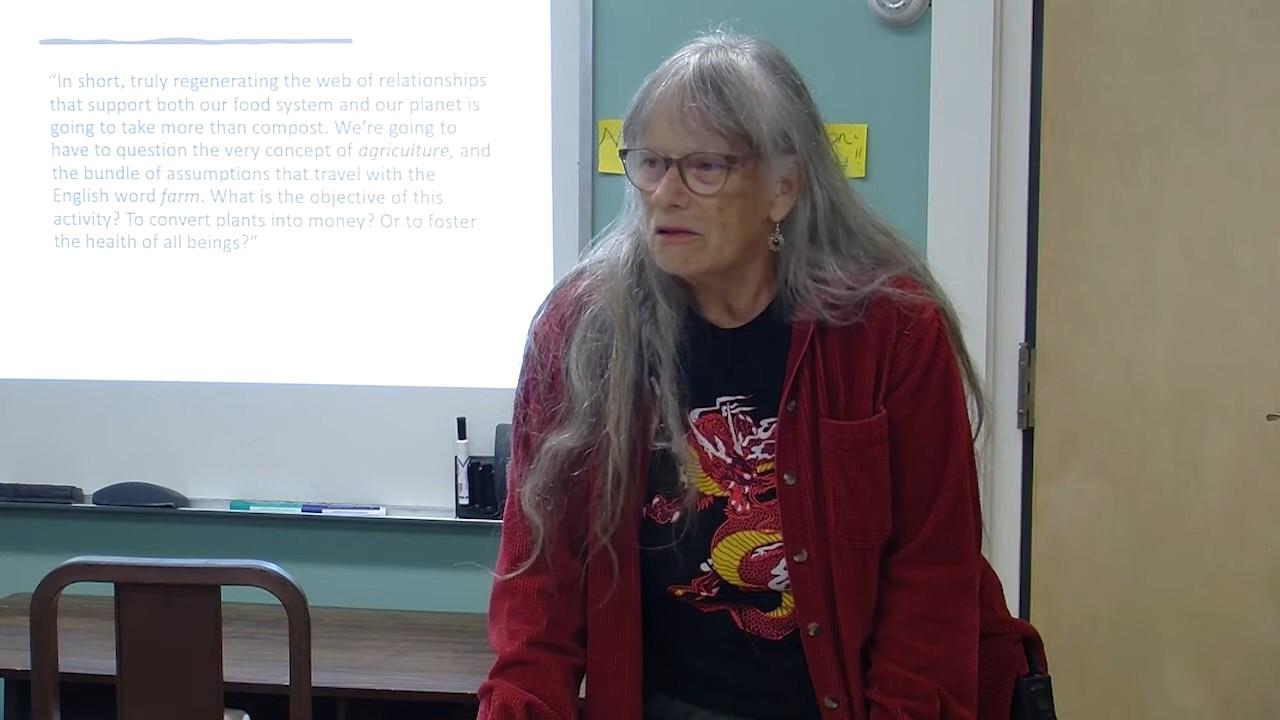 “In short, truly regenerating the web of relationships
that support both our food system and our planet is
going to take more than compost. We’re going to
have to question the very concept of agriculture, and
the bundle of assumptions that travel with the
English word farm. What is the objective of this
activity? To convert plants into money? Or to foster
the health of all beings?”